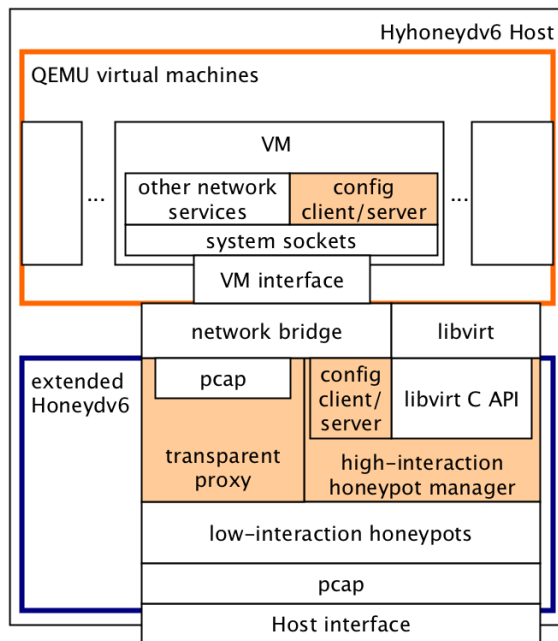 Hyhoneydv6 Host
QEMU virtual machines
VM
...
...
other network
services
config
client/server
system sockets
VM interface
network bridge
libvirt
extended
Honeydv6
pcap
config
client/
server
libvirt C API
transparent
proxy
high-interaction
honeypot manager
low-interaction honeypots
pcap
Host interface